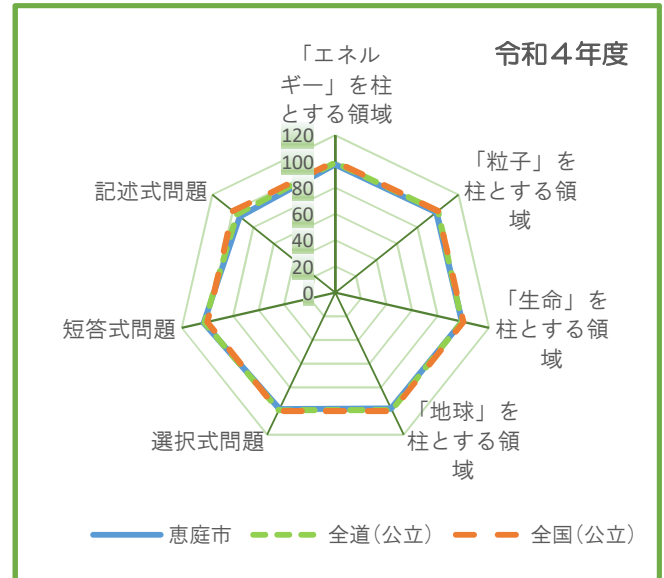 令和４年度
「エネル
ギー」を柱
とする領域
120
100
80
60
40
20
0
「粒子」を
柱とする領
域
「生命」を
柱とする領
域
「地球」を
柱とする領
域
選択式問題
短答式問題
記述式問題
恵庭市
全道(公立)
全国(公立)